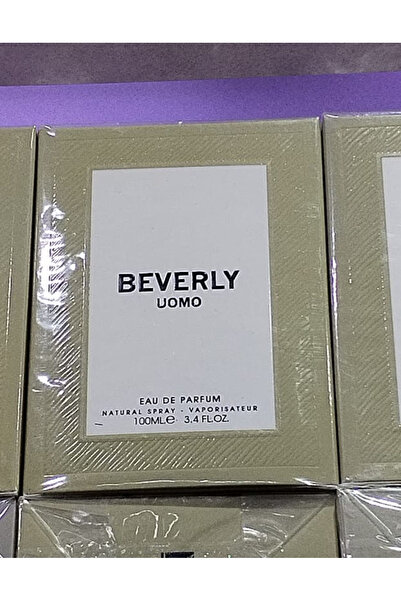 BEVERLY
UOMO
EAU DE PARFUM
NATURAL SPRAY - VAPORISATEUR
100ML℮ 3.4 FL.OZ.